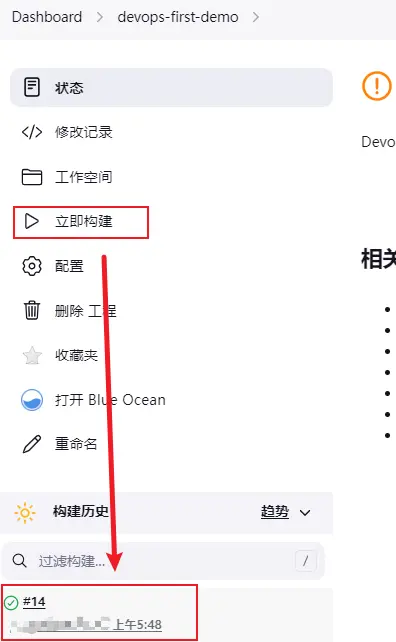 Dashboard > devops-first-demo >
状态
修改记录
Devo
工作空间
立即构建
相关
配置
删除 工程
收藏夹
打开 Blue Ocean
重命名
构建历史 趋势
过滤构建... /
#14
上午5:48